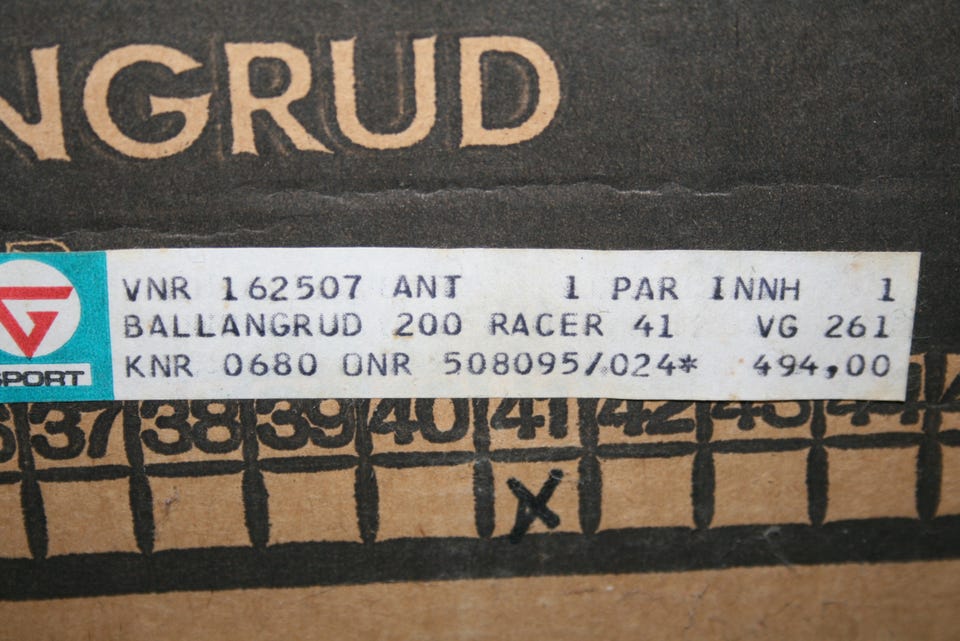 NGRUD
VNR 162507 ANT 1 PAR INNH 1
BALLANGRUD 200 RACER 41 VG 261
KNR 0680 ONR 508095/024* 494,00
SPORT
37 38 39 40 41 42 43 44
X